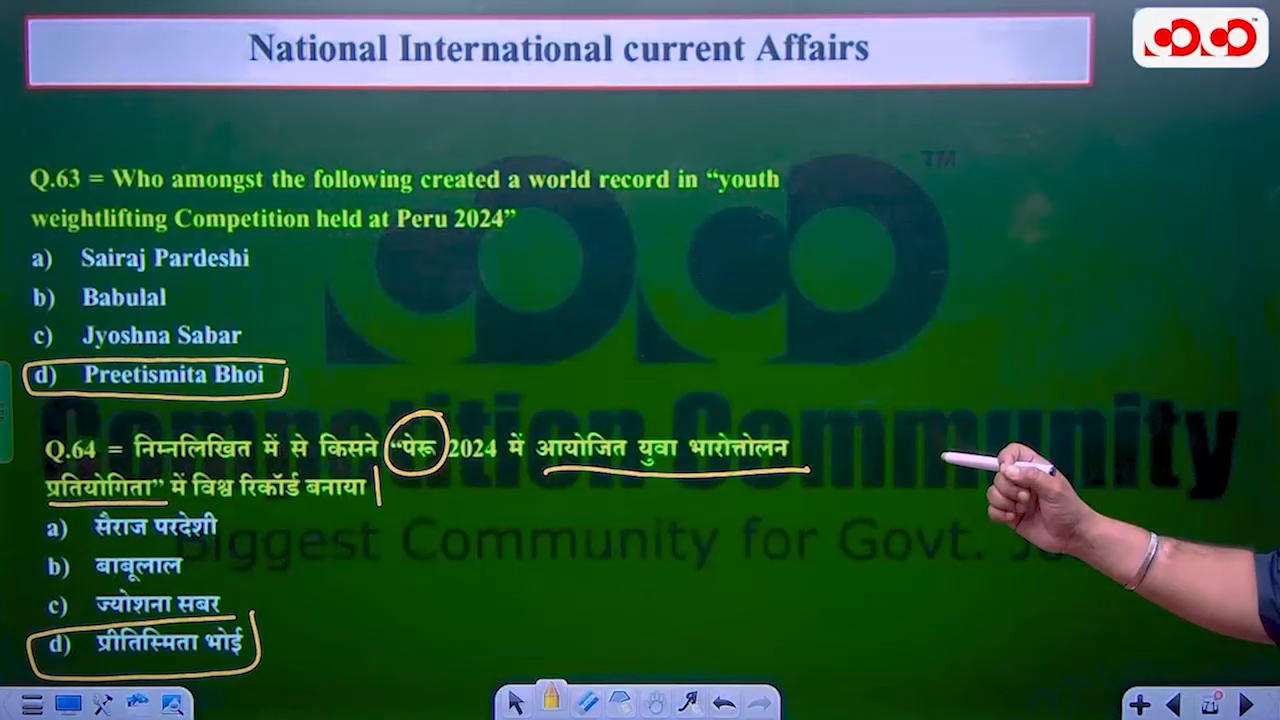 National International current Affairs
TM
Q.63 = Who amongst the following created a world record in “youth
weightlifting Competition held at Peru 2024”
a) Sairaj Pardeshi
b) Babulal
c) Jyoshna Sabar
d) Preetismita Bhoi
Competition Community
Q.64 = निम्नलिखित में से किसने “पेरू 2024 में आयोजित युवा भारोत्तोलन
प्रतियोगिता” में विश्व रिकॉर्ड बनाया
a) सैराज परदेशी
Biggest Community for Govt.
b) बाबूलाल
c) ज्योशना सबर
d) प्रीतिस्मिता भोई
71